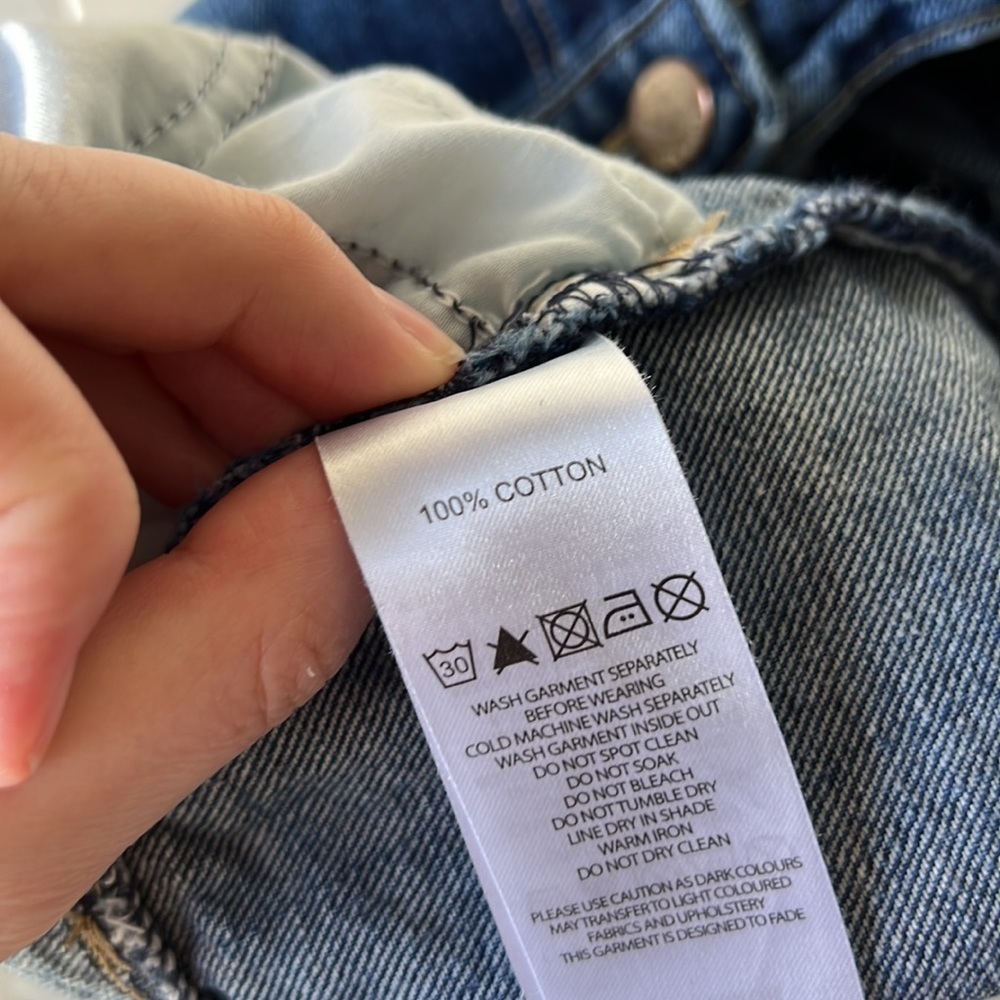 100% COTTON
30
WASH GARMENT SEPARATELY
BEFORE WEARING
COLD MACHINE WASH SEPARATELY
WASH GARMENT INSIDE OUT
DO NOT SPOT CLEAN
DO NOT SOAK
DO NOT BLEACH
DO NOT TUMBLE DRY
LINE DRY IN SHADE
WARM IRON
DO NOT DRY CLEAN
PLEASE USE CAUTION AS DARK COLOURS
MAY TRANSFER TO LIGHT COLOURED
FABRICS AND UPHOLSTERY
THIS GARMENT IS DESIGNED TO FADE